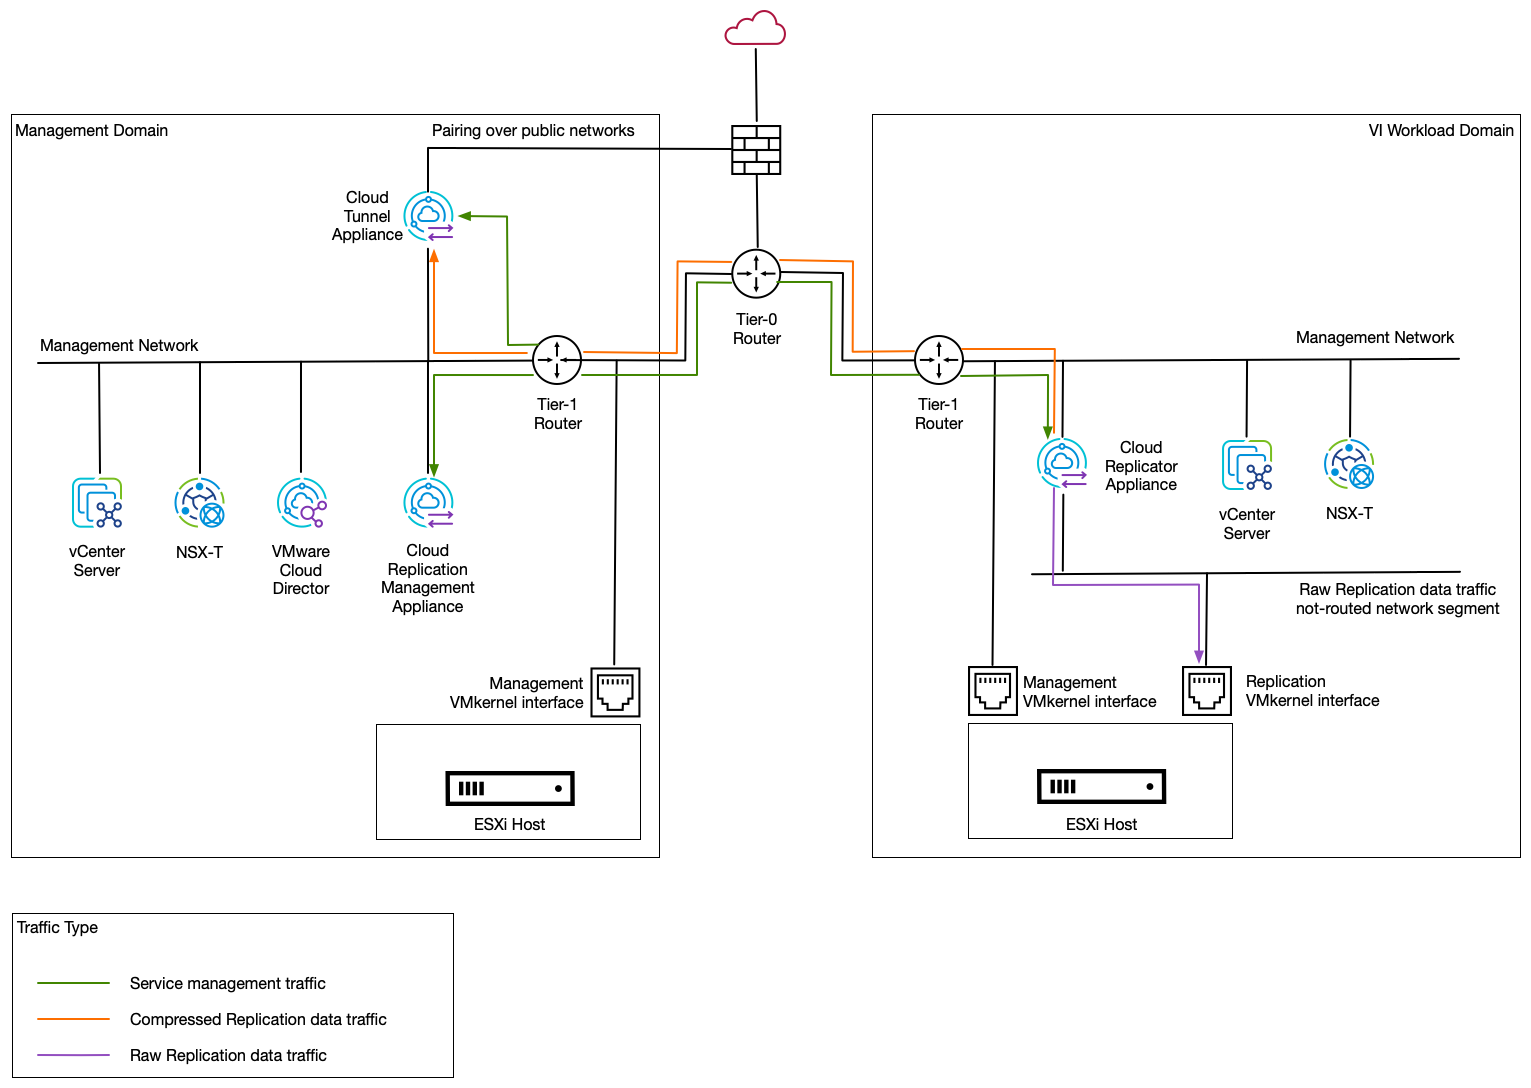 Management Domain
Pairing over public networks
VI Workload Domain
Cloud
Tunnel
Appliance
Tier-0
Router
Management Network
Management Network
Tier-1
Router
Tier-1
Router
Cloud
Replicator
Appliance
vCenter
Server
NSX-T
vCenter
Server
NSX-T
VMware
Cloud
Director
Cloud
Replication
Management
Appliance
Raw Replication data traffic
not-routed network segment
Management
VMkernel interface
Management
VMkernel interface
Replication
VMkernel interface
ESXi Host
ESXi Host
Traffic Type
Service management traffic
Compressed Replication data traffic
Raw Replication data traffic